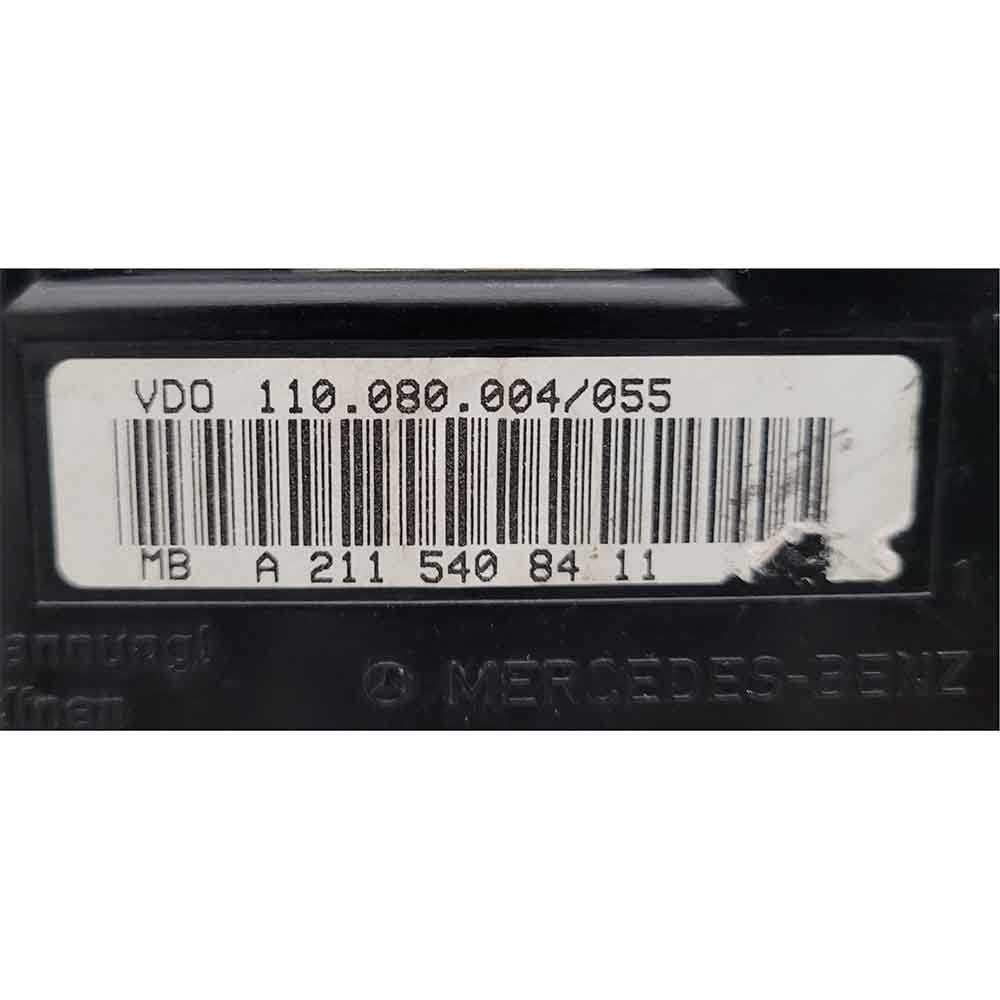 VDO 110.080.004/055
MB A 211 540 84 11
MERCEDES-BENZ